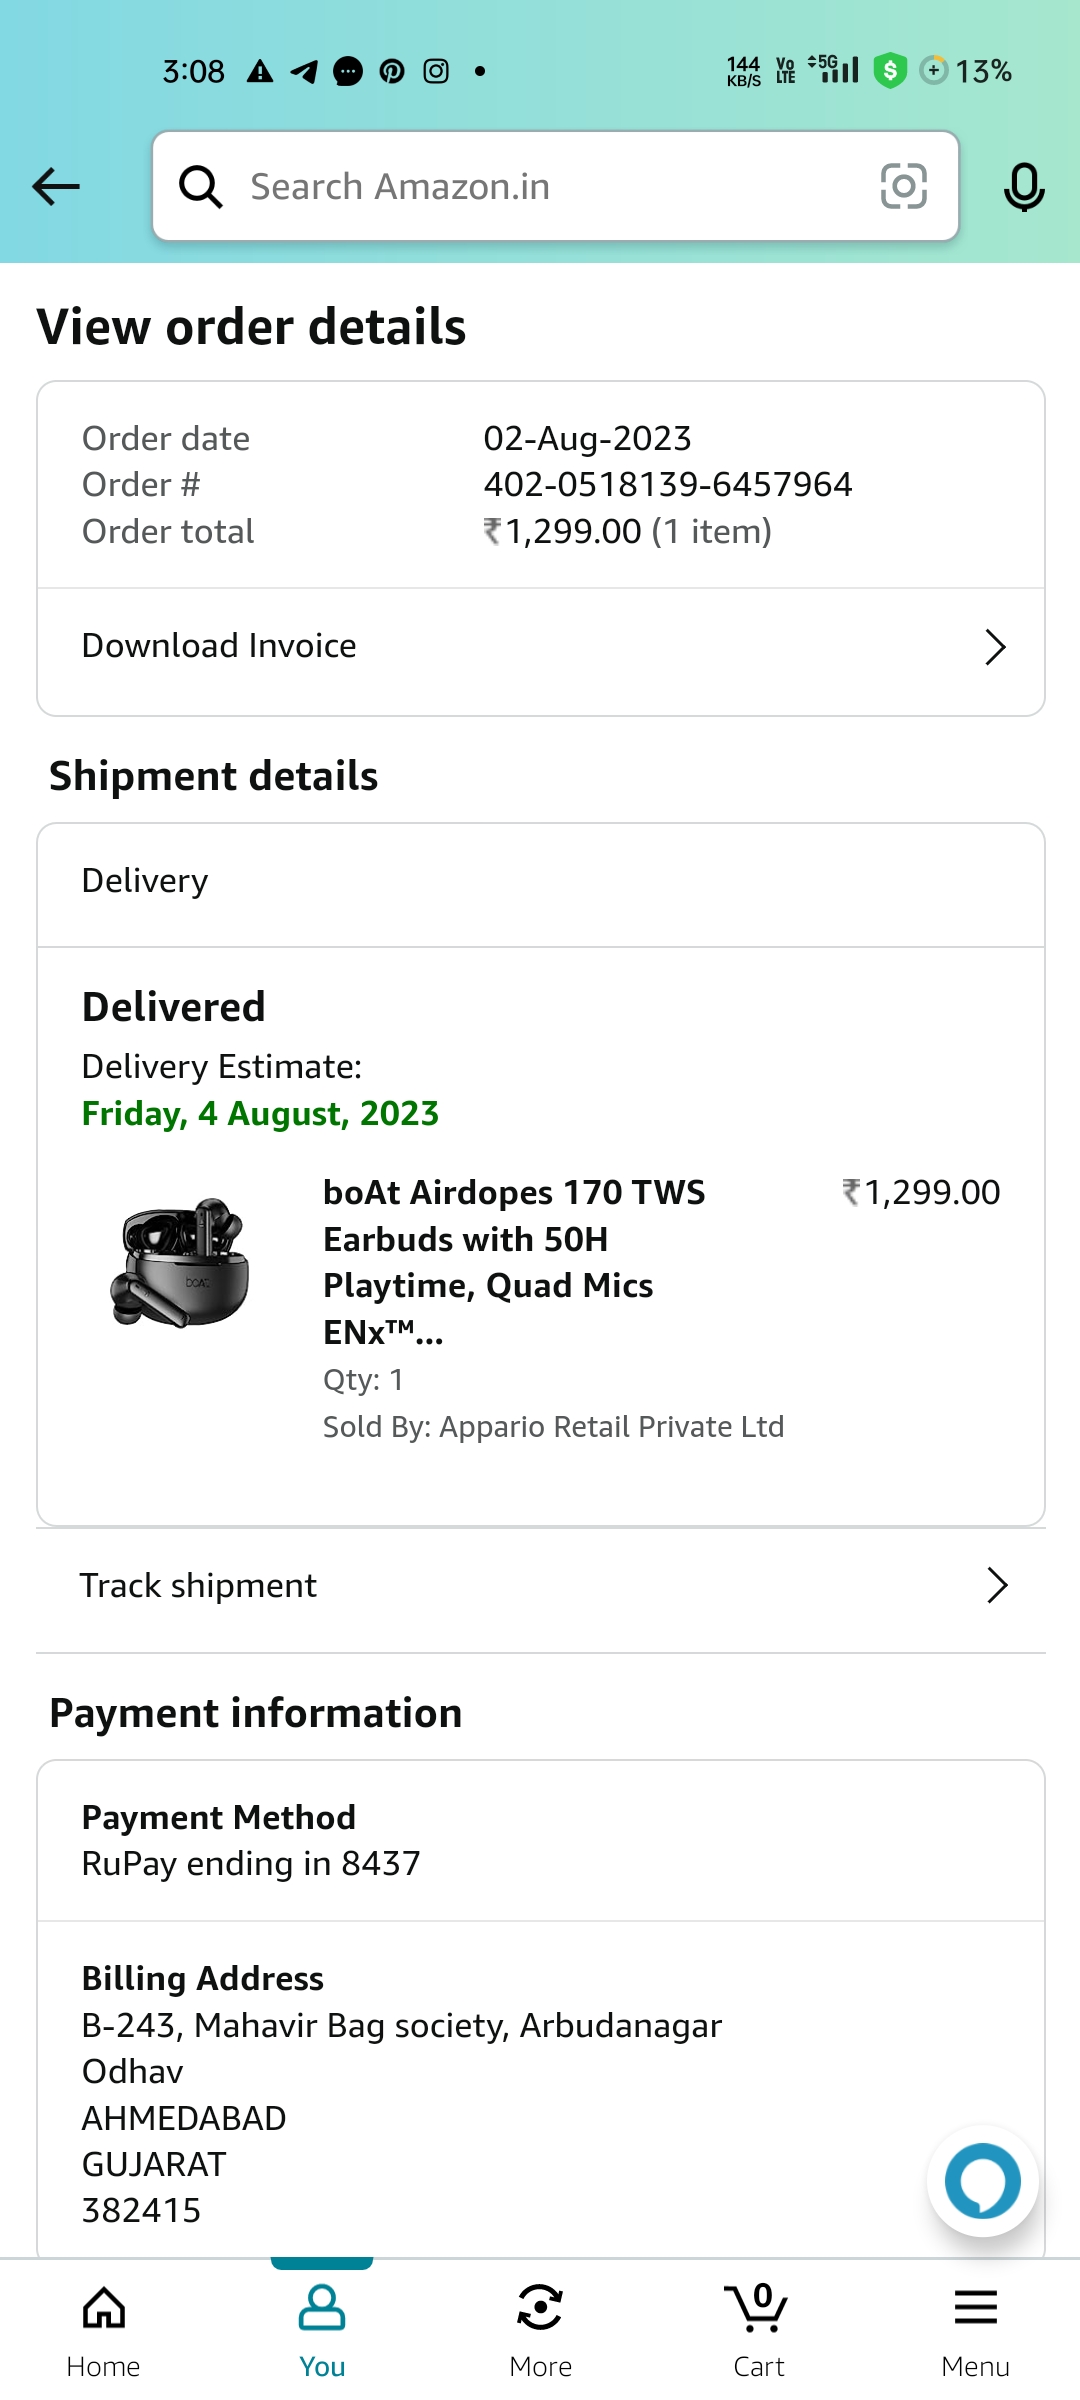 3:08
144 KB/S
Vo LTE
5G
13%
Search Amazon.in
View order details
Order date 02-Aug-2023
Order # 402-0518139-6457964
Order total ₹1,299.00 (1 item)
Download Invoice
Shipment details
Delivery
Delivered
Delivery Estimate:
Friday, 4 August, 2023
boAt Airdopes 170 TWS ₹1,299.00
Earbuds with 50H
Playtime, Quad Mics
ENx™...
Qty: 1
Sold By: Appario Retail Private Ltd
boAt
Track shipment
Payment information
Payment Method
RuPay ending in 8437
Billing Address
B-243, Mahavir Bag society, Arbudanagar
Odhav
AHMEDABAD
GUJARAT
382415
0
Home You More Cart Menu